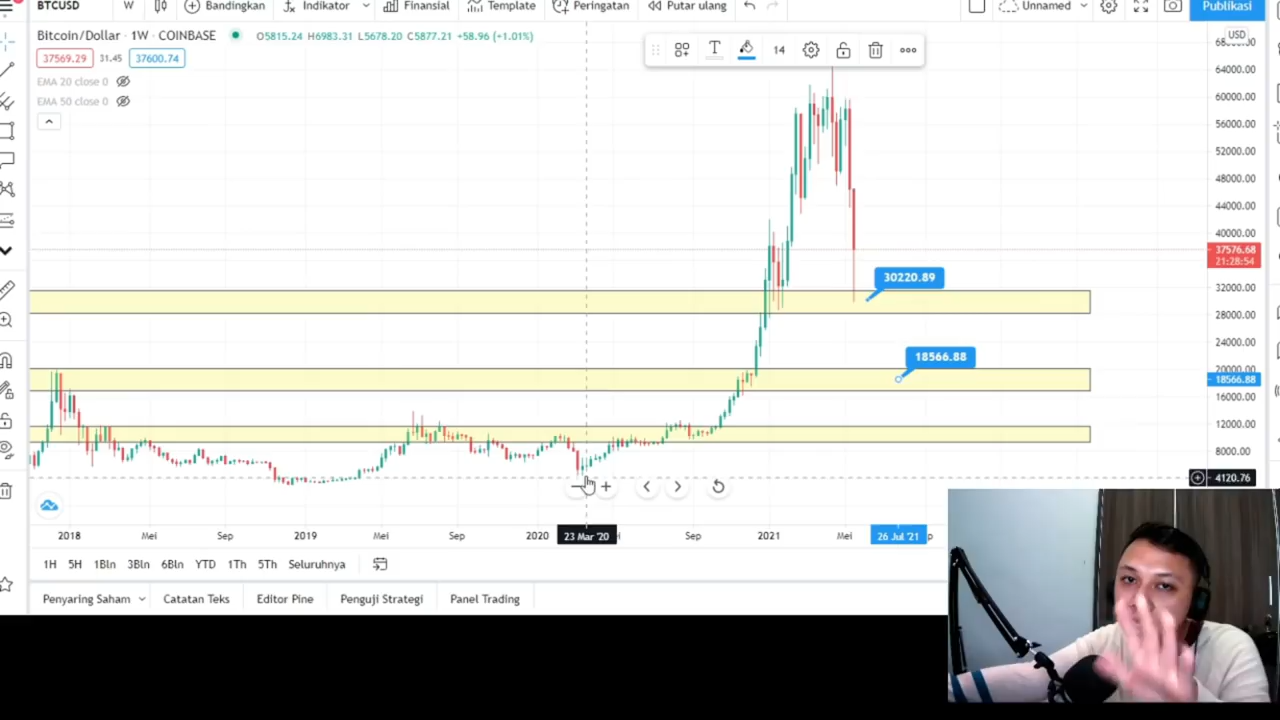 BTCUSD W Bandingkan Indikator Finansial Template Peringatan Putar ulang Unnamed Publikasi
Bitcoin/Dollar · 1W · COINBASE O5815.24 H6983.31 L5678.20 C5877.21 +58.96 (+1.01%)
37569.29 31.45 37600.74
EMA 20 close 0
EMA 50 close 0
T 14
USD
64000.00
60000.00
56000.00
52000.00
48000.00
44000.00
40000.00
37576.68
21:28:54
32000.00
28000.00
24000.00
20000.00
18566.88
16000.00
12000.00
8000.00
4120.76
30220.89
18566.88
2018 Mei Sep 2019 Mei Sep 2020 23 Mar '20 Sep 2021 Mei 26 Jul '21
1H 5H 1Bln 3Bln 6Bln YTD 1Th 5Th Seluruhnya
Penyaring Saham Catatan Teks Editor Pine Penguji Strategi Panel Trading